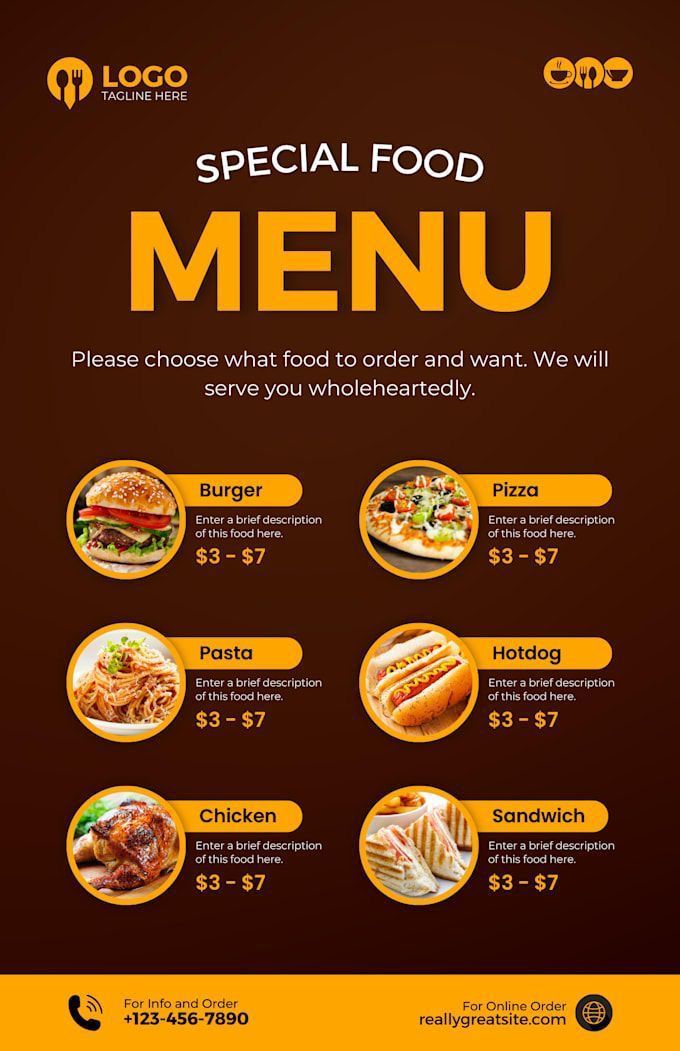 LOGO
TAGLINE HERE
SPECIAL FOOD
MENU
Please choose what food to order and want. We will
serve you wholeheartedly.
Burger
Enter a brief description
of this food here.
$3 - $7
Pizza
Enter a brief description
of this food here.
$3 - $7
Pasta
Enter a brief description
of this food here.
$3 - $7
Hotdog
Enter a brief description
of this food here.
$3 - $7
Chicken
Enter a brief description
of this food here.
$3 - $7
Sandwich
Enter a brief description
of this food here.
$3 - $7
For Info and Order
+123-456-7890
For Online Order
reallygreatsite.com